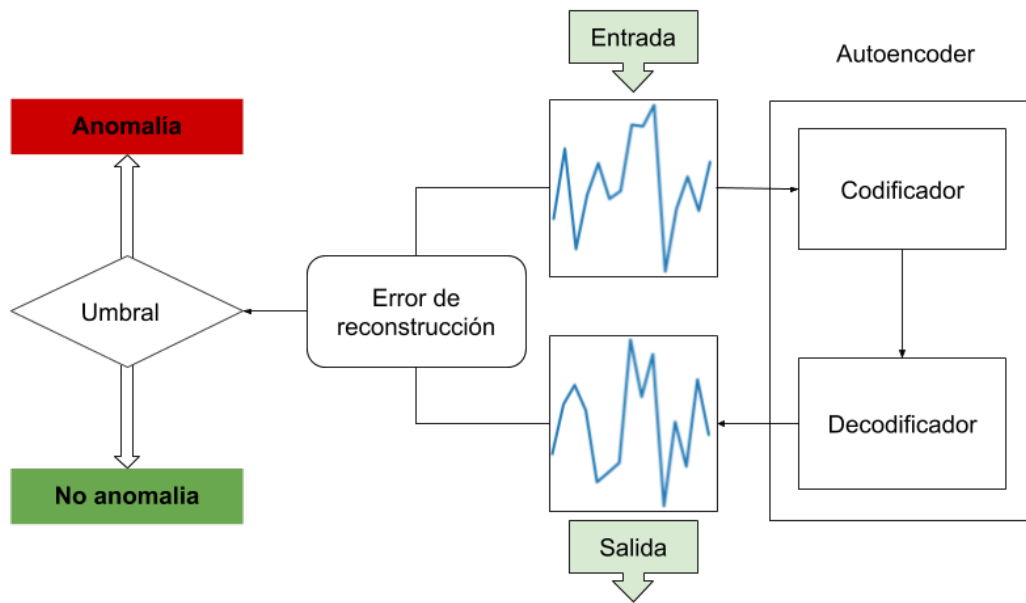 Entrada
Autoencoder
Anomalía
Codificador
Umbral
Error de
reconstrucción
Decodificador
No anomalia
Salida